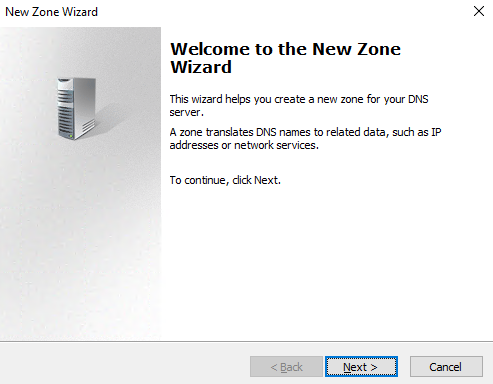 New Zone Wizard
Welcome to the New Zone
Wizard
This wizard helps you create a new zone for your DNS
server.
A zone translates DNS names to related data, such as IP
addresses or network services.
To continue, click Next.
< Back
Next >
Cancel